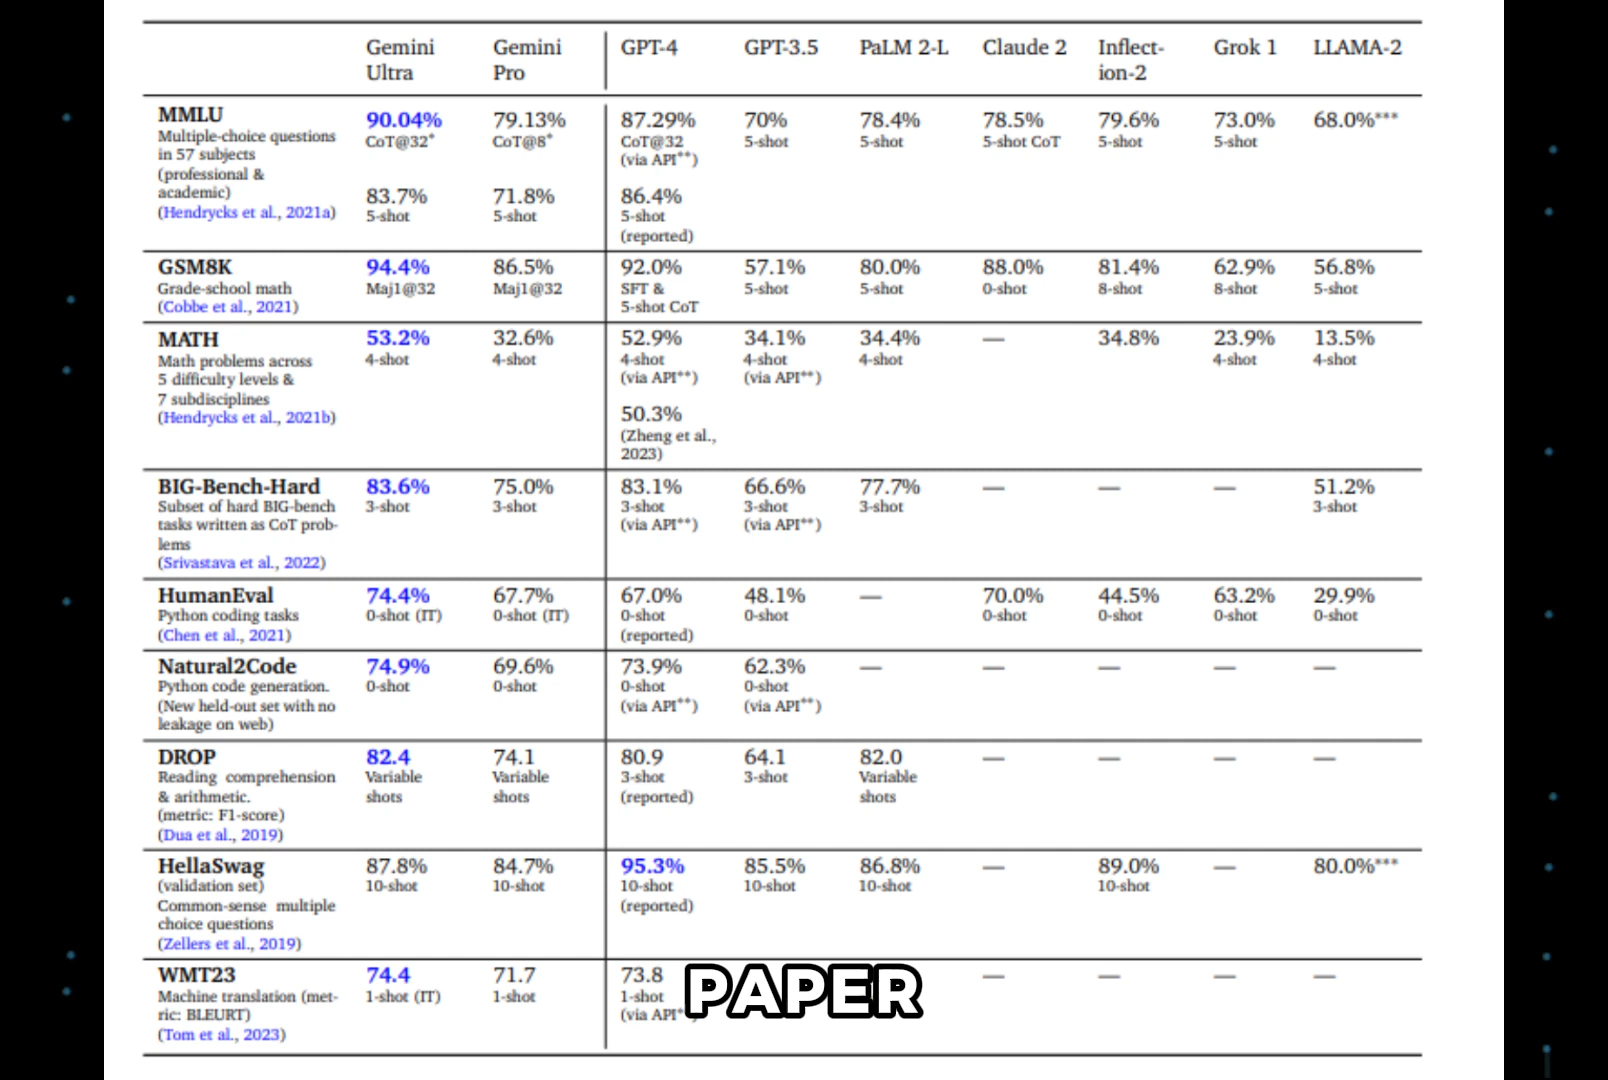 Gemini Ultra Gemini Pro GPT-4 GPT-3.5 PaLM 2-L Claude 2 Inflect-ion-2 Grok 1 LLAMA-2
MMLU 90.04% 79.13% 87.29% 70% 78.4% 78.5% 79.6% 73.0% 68.0%***
Multiple-choice questions CoT@32* CoT@8* CoT@32 5-shot 5-shot 5-shot CoT 5-shot 5-shot
in 57 subjects (via API**)
(professional &
academic) 83.7% 71.8% 86.4%
(Hendrycks et al., 2021a) 5-shot 5-shot 5-shot
(reported)
GSM8K 94.4% 86.5% 92.0% 57.1% 80.0% 88.0% 81.4% 62.9% 56.8%
Grade-school math Maj1@32 Maj1@32 SFT & 5-shot 5-shot 0-shot 8-shot 8-shot 5-shot
(Cobbe et al., 2021) 5-shot CoT
MATH 53.2% 32.6% 52.9% 34.1% 34.4% — 34.8% 23.9% 13.5%
Math problems across 4-shot 4-shot 4-shot 4-shot 4-shot 4-shot 4-shot
5 difficulty levels & (via API**) (via API**)
7 subdisciplines
(Hendrycks et al., 2021b) 50.3%
(Zheng et al.,
2023)
BIG-Bench-Hard 83.6% 75.0% 83.1% 66.6% 77.7% — — — 51.2%
Subset of hard BIG-bench 3-shot 3-shot 3-shot 3-shot 3-shot 3-shot
tasks written as CoT prob- (via API**) (via API**)
lems
(Srivastava et al., 2022)
HumanEval 74.4% 67.7% 67.0% 48.1% — 70.0% 44.5% 63.2% 29.9%
Python coding tasks 0-shot (IT) 0-shot (IT) 0-shot 0-shot 0-shot 0-shot 0-shot 0-shot
(Chen et al., 2021) (reported)
Natural2Code 74.9% 69.6% 73.9% 62.3% — — — — —
Python code generation. 0-shot 0-shot 0-shot 0-shot
(New held-out set with no (via API**) (via API**)
leakage on web)
DROP 82.4 74.1 80.9 64.1 82.0 — — — —
Reading comprehension Variable Variable 3-shot 3-shot Variable
& arithmetic. shots shots (reported) shots
(metric: F1-score)
(Dua et al., 2019)
HellaSwag 87.8% 84.7% 95.3% 85.5% 86.8% — 89.0% — 80.0%***
(validation set) 10-shot 10-shot 10-shot 10-shot 10-shot 10-shot
Common-sense multiple (reported)
choice questions
(Zellers et al., 2019)
WMT23 74.4 71.7 73.8 — — — —
Machine translation (met- 1-shot (IT) 1-shot 1-shot
ric: BLEURT) (via API*
(Tom et al., 2023)
PAPER